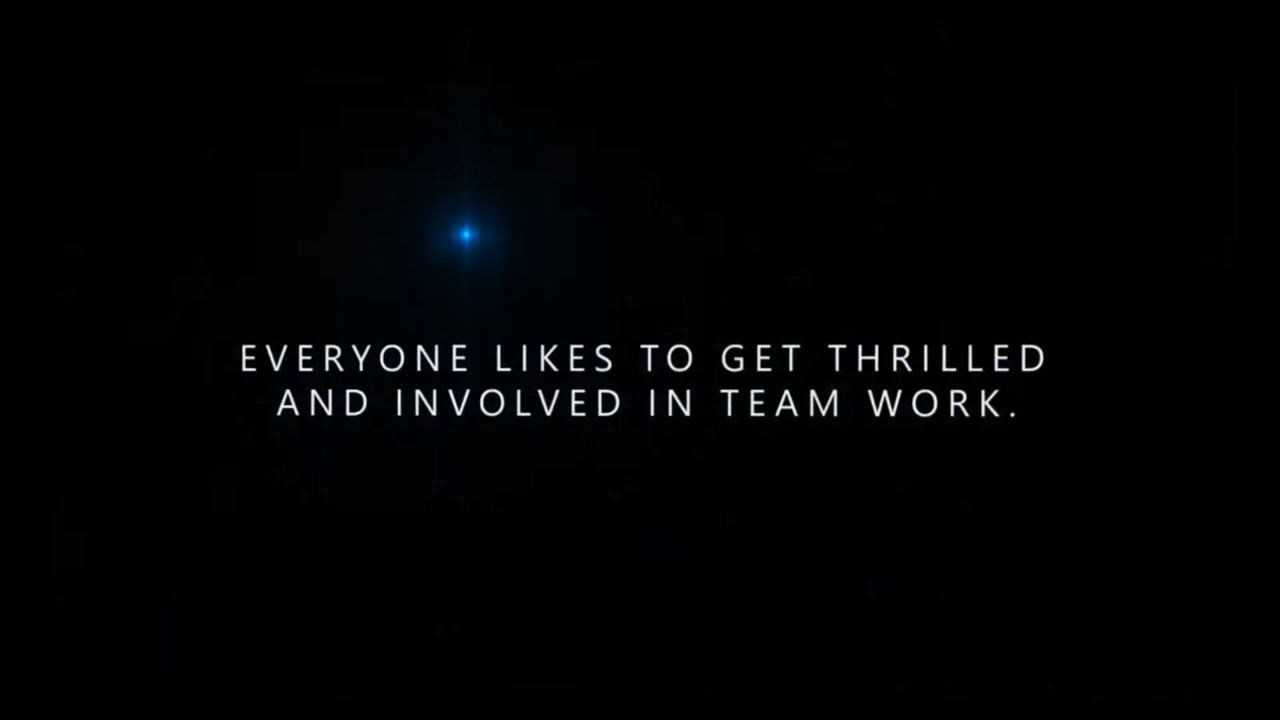 EVERYONE LIKES TO GET THRILLED
AND INVOLVED IN TEAM WORK.